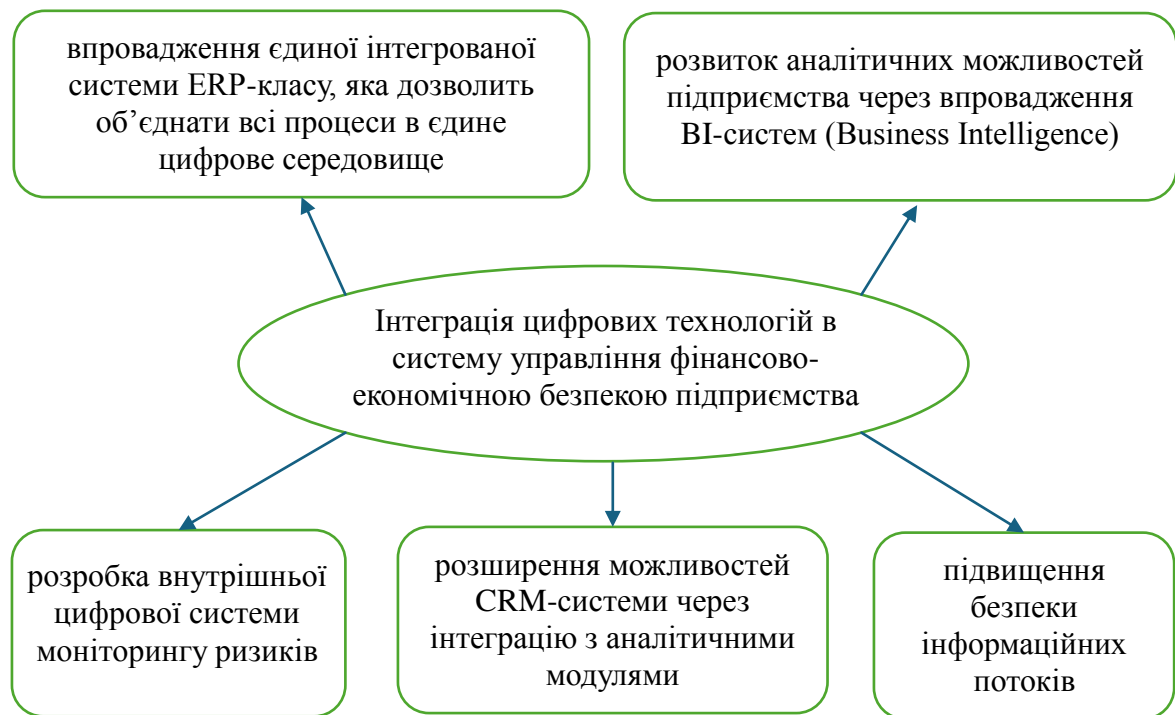 впровадження єдиної інтегрованої
системи ERP-класу, яка дозволить
об’єднати всі процеси в єдине
цифрове середовище
розвиток аналітичних можливостей
підприємства через впровадження
BI-систем (Business Intelligence)
Інтеграція цифрових технологій в
систему управління фінансово-
економічною безпекою підприємства
розробка внутрішньої
цифрової системи
моніторингу ризиків
розширення можливостей
CRM-системи через
інтеграцію з аналітичними
модулями
підвищення
безпеки
інформаційних
потоків